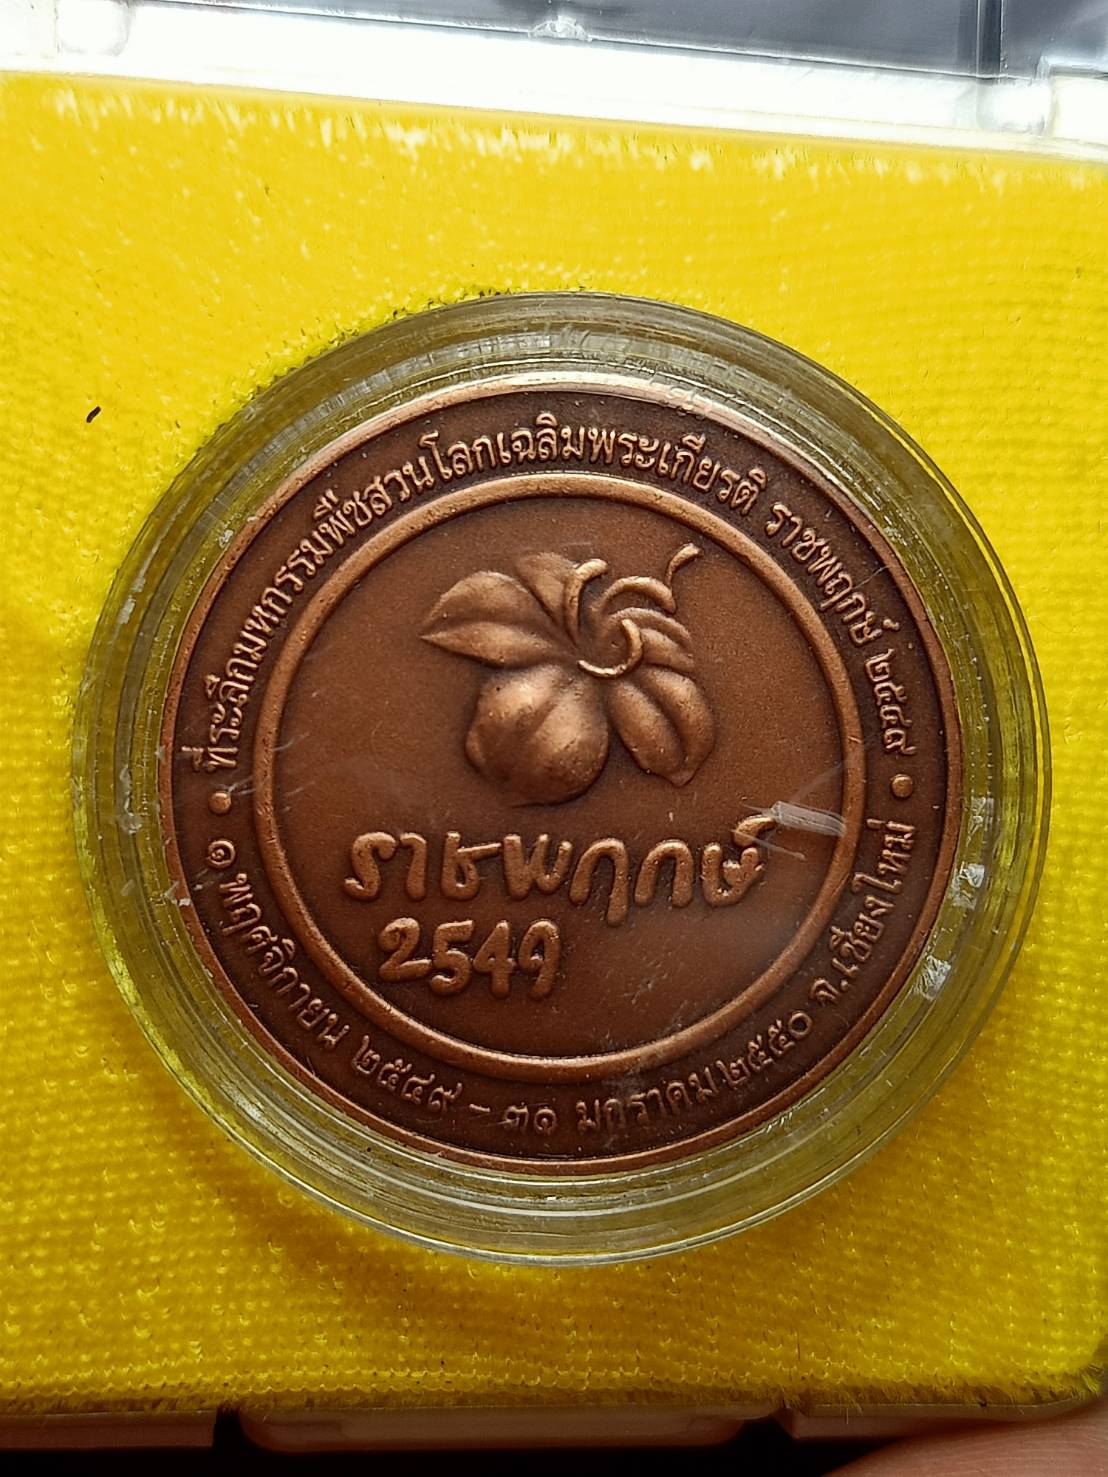 ที่ระลึกมหกรรมพืชสวนโลกเฉลิมพระเกียรติ ราชพฤกษ์ ๒๕๔๙
ราชพฤกษ์
2549
๑ พฤศจิกายน ๒๕๔๙ - ๓๑ มกราคม ๒๕๕๐ จ.เชียงใหม่